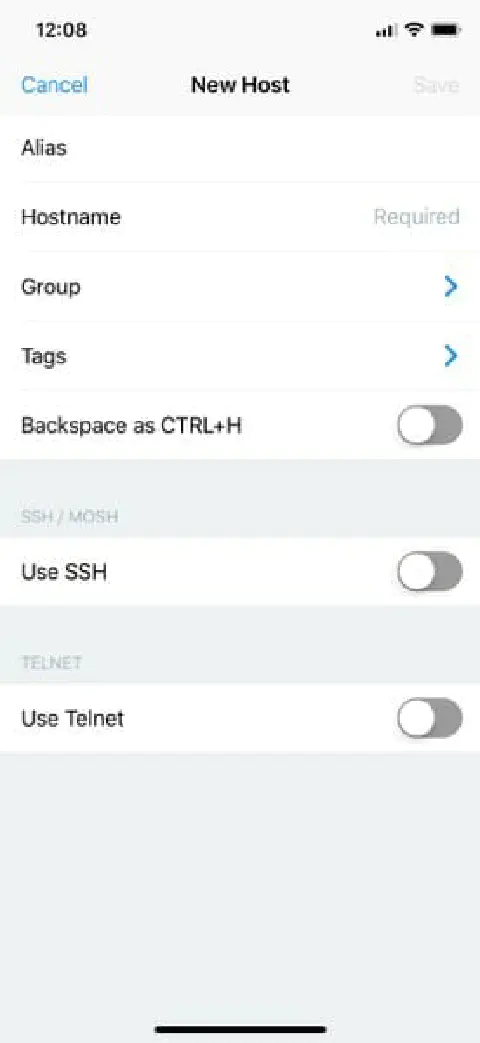 12:08
Cancel New Host Save
Alias
Hostname Required
Group
Tags
Backspace as CTRL+H
SSH / MOSH
Use SSH
TELNET
Use Telnet